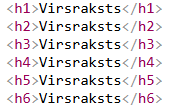 <h1>Virsraksts</h1>
<h2>Virsraksts</h2>
<h3>Virsraksts</h3>
<h4>Virsraksts</h4>
<h5>Virsraksts</h5>
<h6>Virsraksts</h6>